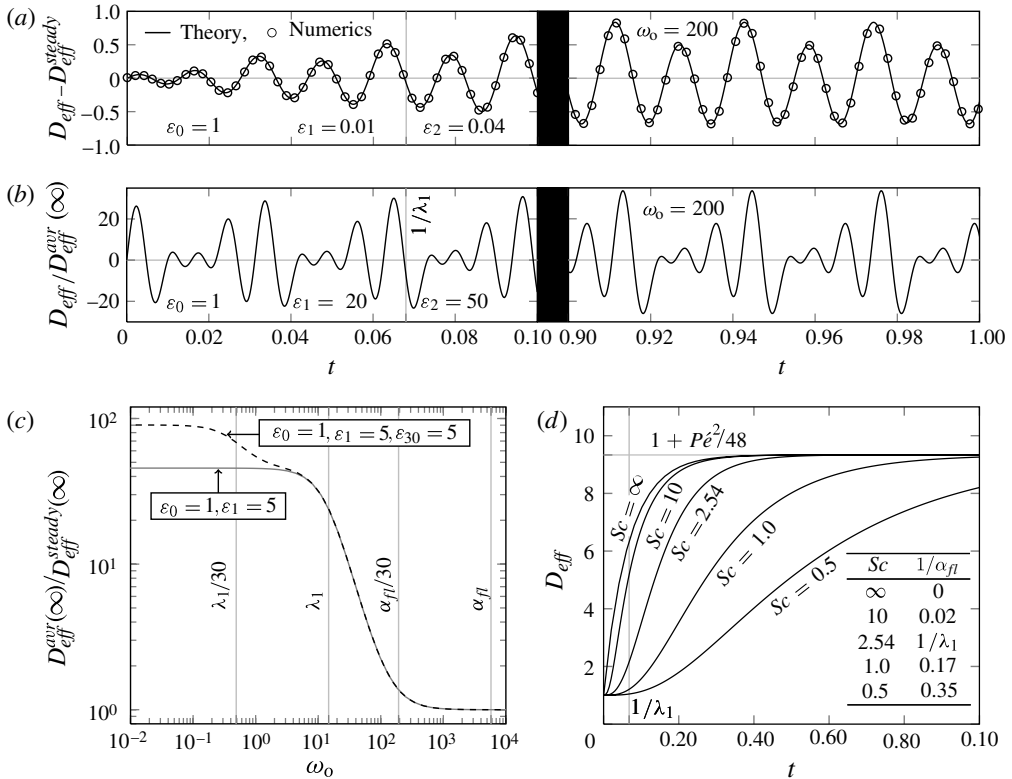 (a)
D_eff − D_eff^steady
1.0
0.5
0
−0.5
−1.0
Theory, Numerics
ω_o = 200
ε_0 = 1
ε_1 = 0.01
ε_2 = 0.04
(b)
D_eff / D_eff^avr(∞)
20
0
−20
1/λ_1
ω_o = 200
ε_0 = 1
ε_1 = 20
ε_2 = 50
0 0.02 0.04 0.06 0.08 0.10 0.90 0.92 0.94 0.96 0.98 1.00
t t
(c)
D_eff^avr(∞)/D_eff^steady(∞)
10^2
10^1
10^0
ε_0 = 1, ε_1 = 5, ε_30 = 5
ε_0 = 1, ε_1 = 5
λ_1/30
λ_1
α_fl/30
α_fl
10^−2 10^0 10^1 10^2 10^3 10^4
ω_o
(d)
D_eff
10
8
6
4
2
1 + Pé^2/48
Sc = ∞
Sc = 10
Sc = 2.54
Sc = 1.0
Sc = 0.5
Sc 1/α_fl
∞ 0
10 0.02
2.54 1/λ_1
1.0 0.17
0.5 0.35
1/λ_1
0 0.20 0.40 0.60 0.80 0.10
t